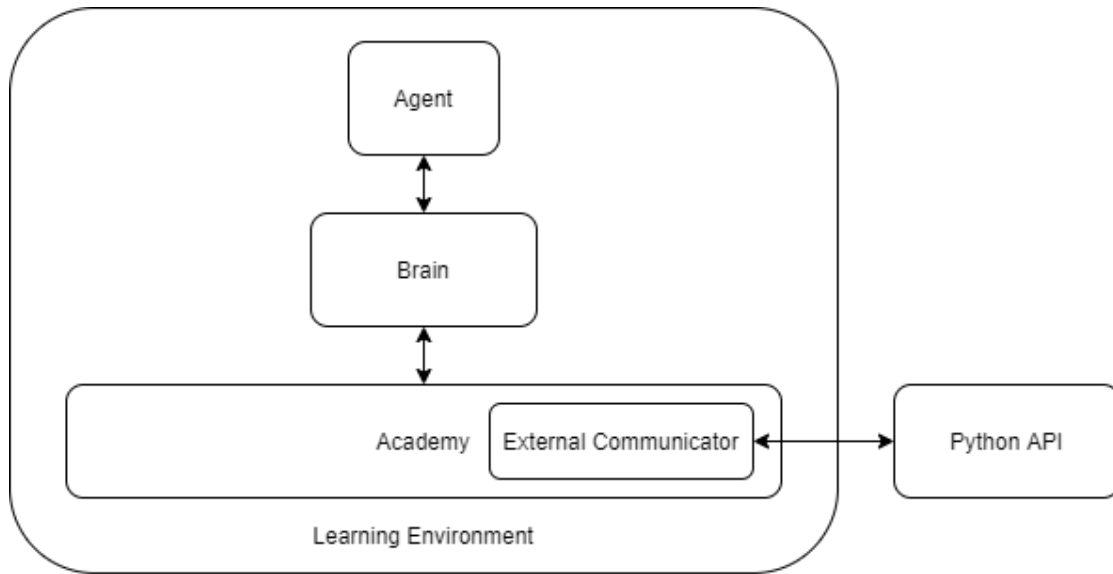 Agent
Brain
Academy
External Communicator
Python API
Learning Environment